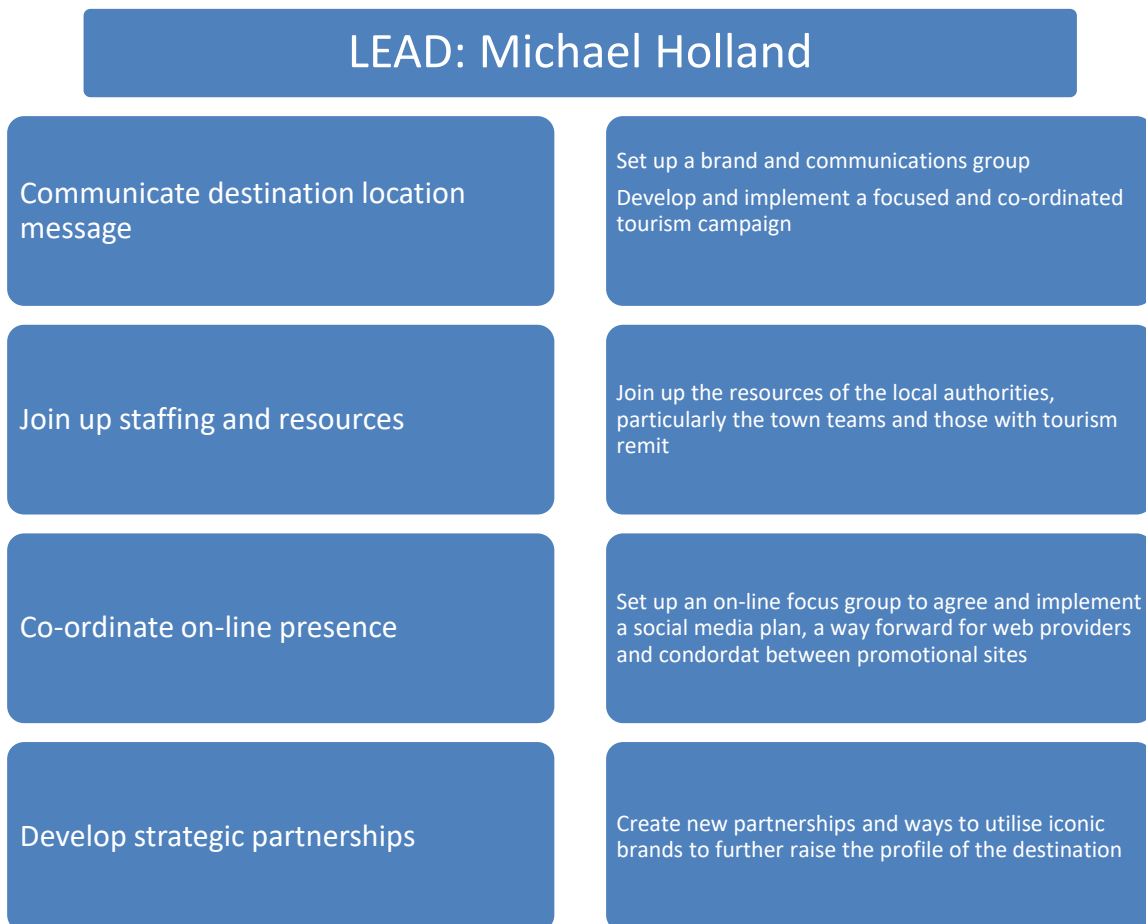 LEAD: Michael Holland
Communicate destination location
message
Set up a brand and communications group
Develop and implement a focused and co-ordinated
tourism campaign
Join up staffing and resources
Join up the resources of the local authorities,
particularly the town teams and those with tourism
remit
Co-ordinate on-line presence
Set up an on-line focus group to agree and implement
a social media plan, a way forward for web providers
and condordat between promotional sites
Develop strategic partnerships
Create new partnerships and ways to utilise iconic
brands to further raise the profile of the destination